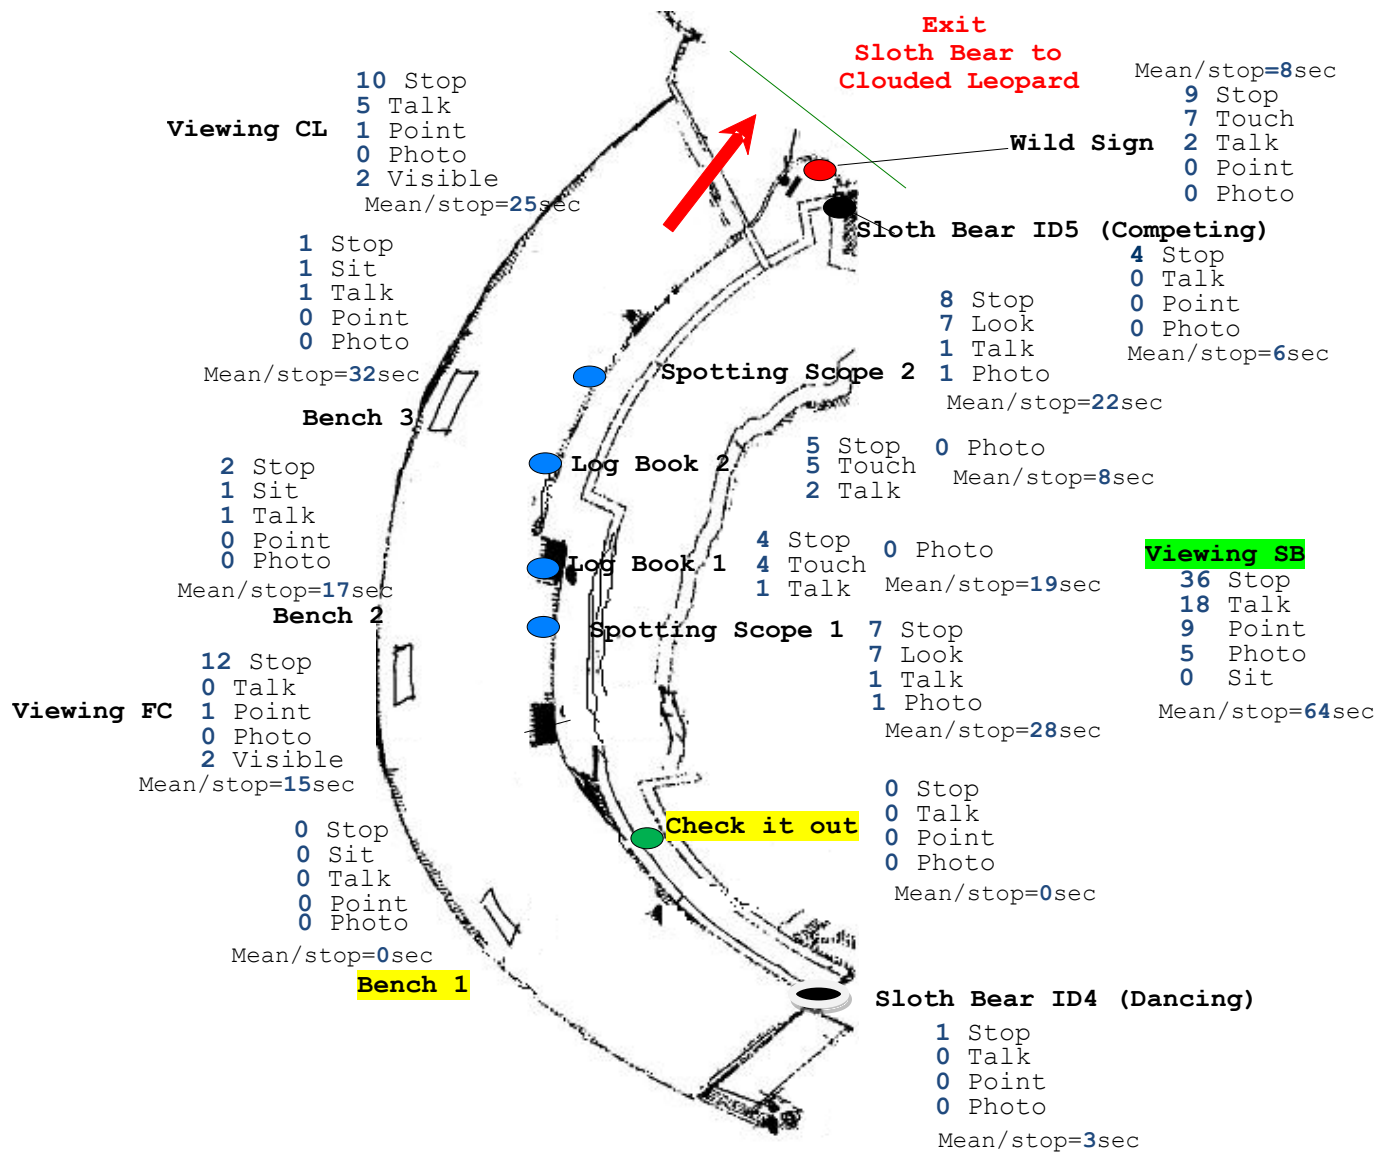 Exit
Sloth Bear to
Clouded Leopard
Mean/stop=8sec
9 Stop
7 Touch
2 Talk
0 Point
0 Photo
Wild Sign
10 Stop
5 Talk
1 Point
0 Photo
2 Visible
Viewing CL
Mean/stop=25sec
Sloth Bear ID5 (Competing)
4 Stop
0 Talk
0 Point
0 Photo
Mean/stop=6sec
1 Stop
1 Sit
1 Talk
0 Point
0 Photo
Mean/stop=32sec
Bench 3
Spotting Scope 2
8 Stop
7 Look
1 Talk
1 Photo
Mean/stop=22sec
Log Book 2
5 Stop
5 Touch
2 Talk
0 Photo
Mean/stop=8sec
2 Stop
1 Sit
1 Talk
0 Point
0 Photo
Mean/stop=17sec
Bench 2
Log Book 1
4 Stop
4 Touch
1 Talk
0 Photo
Mean/stop=19sec
Viewing SB
36 Stop
18 Talk
9 Point
5 Photo
0 Sit
Mean/stop=64sec
Spotting Scope 1
7 Stop
7 Look
1 Talk
1 Photo
Mean/stop=28sec
Viewing FC
12 Stop
0 Talk
1 Point
0 Photo
2 Visible
Mean/stop=15sec
Check it out
0 Stop
0 Talk
0 Point
0 Photo
Mean/stop=0sec
0 Stop
0 Sit
0 Talk
0 Point
0 Photo
Mean/stop=0sec
Bench 1
Sloth Bear ID4 (Dancing)
1 Stop
0 Talk
0 Point
0 Photo
Mean/stop=3sec